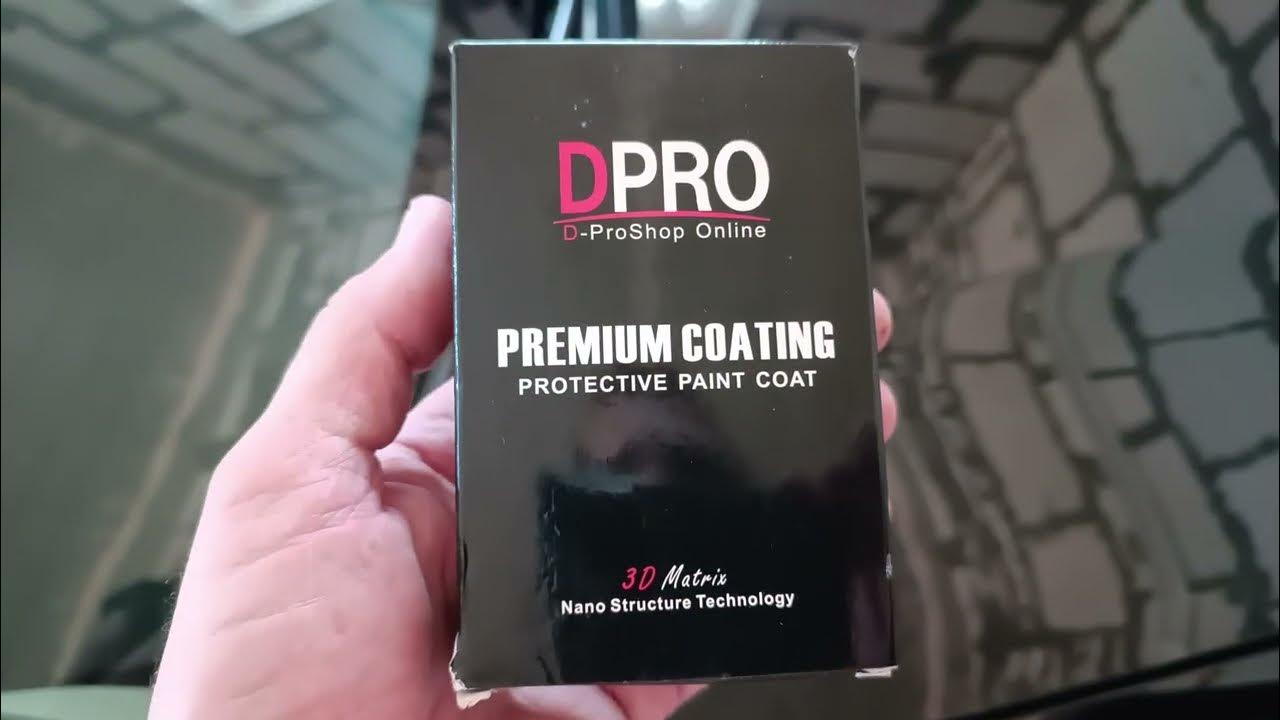 DPRO
D-ProShop Online
PREMIUM COATING
PROTECTIVE PAINT COAT
3D Matrix
Nano Structure Technology